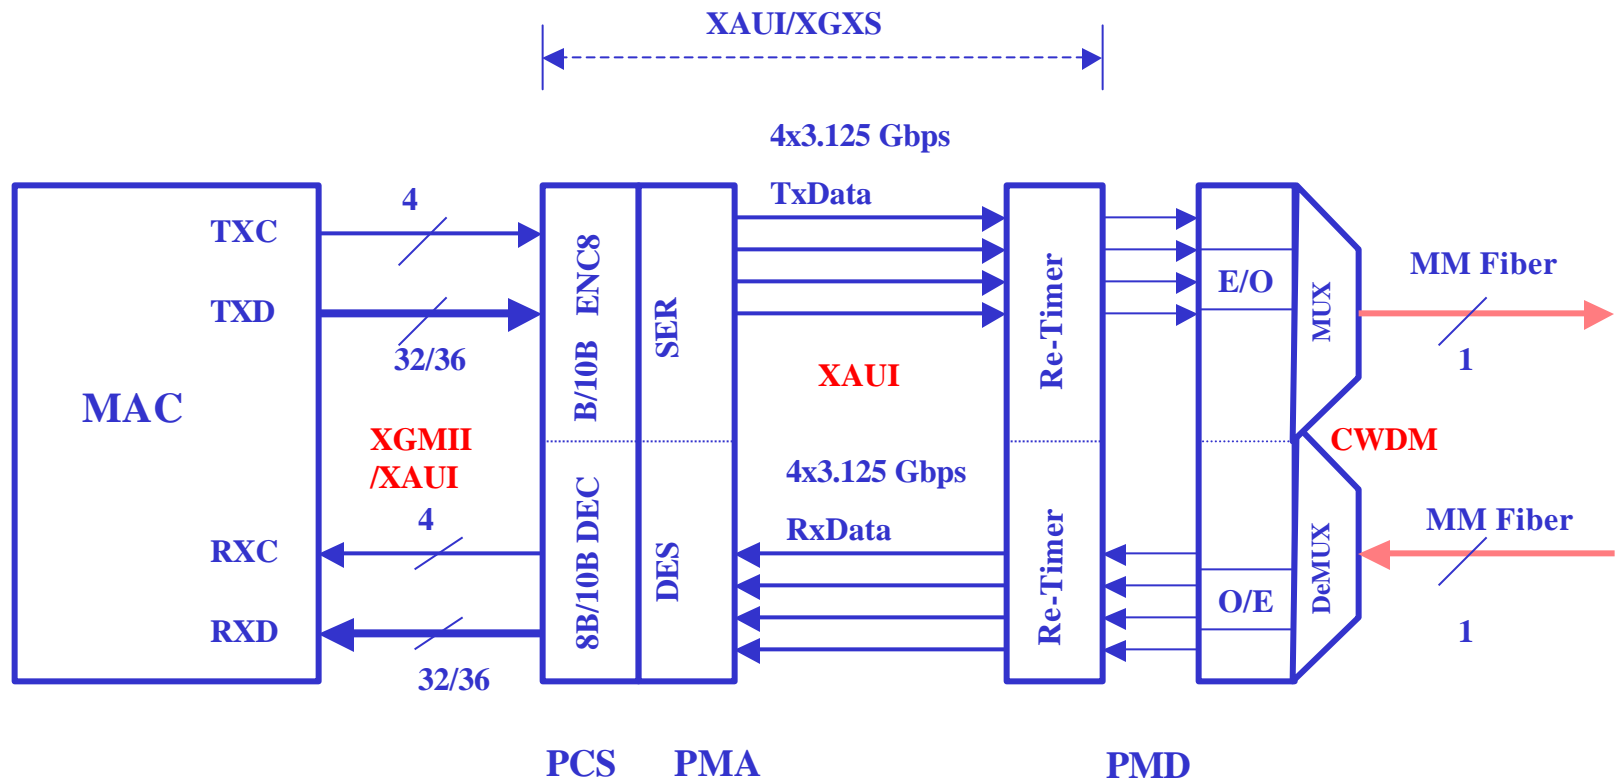 XAUI/XGXS
4x3.125 Gbps
TxData
4
TXC
TXD
32/36
MAC
XGMII
/XAUI
4
RXC
RXD
32/36
B/10B ENC8
8B/10B DEC
SER
DES
XAUI
4x3.125 Gbps
RxData
Re-Timer
Re-Timer
E/O
O/E
MUX
DeMUX
CWDM
MM Fiber
1
MM Fiber
1
PCS
PMA
PMD